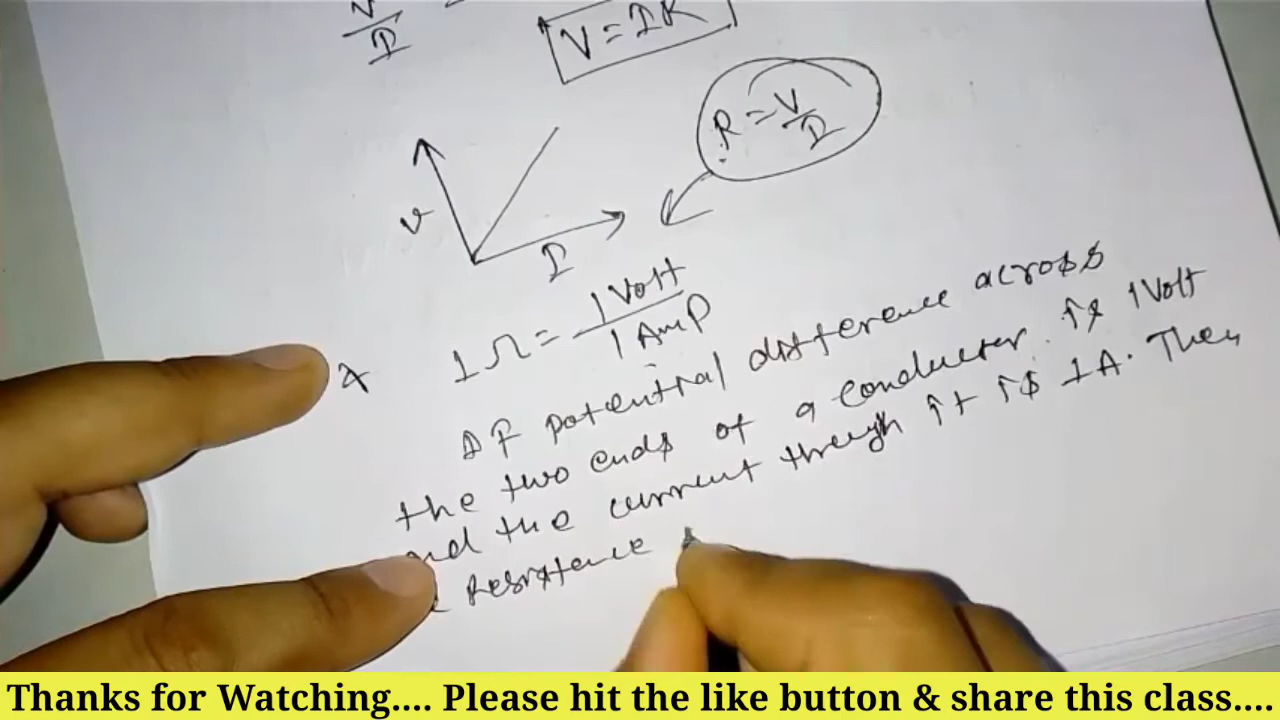 V/I
V=IR
R=V/I
V
I
1Ω = 1 Volt / 1 Amp
If potential difference across
the two ends of a conductor is 1 Volt
and the current through it is 1A. Then
Resistence
Thanks for Watching.... Please hit the like button & share this class....